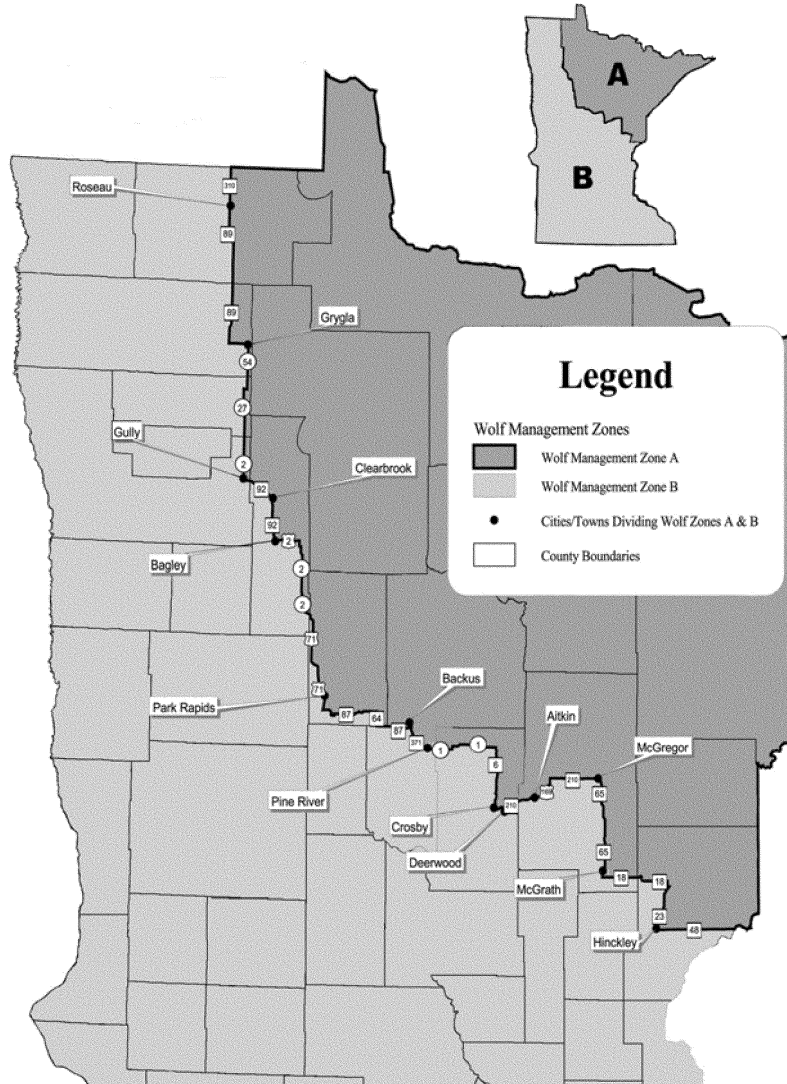 A
B
Roseau
310
89
89
Grygla
54
27
Gully
2
92
Clearbrook
92
Bagley
2
2
2
71
71
Park Rapids
87
64
87
Backus
371
Pine River
1
1
6
Crosby
210
Deerwood
Aitkin
169
210
McGregor
65
65
McGrath
18
18
23
Hinckley
48
Legend
Wolf Management Zones
Wolf Management Zone A
Wolf Management Zone B
Cities/Towns Dividing Wolf Zones A & B
County Boundaries